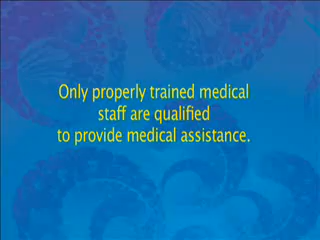 Only properly trained medical
staff are qualified
to provide medical assistance.